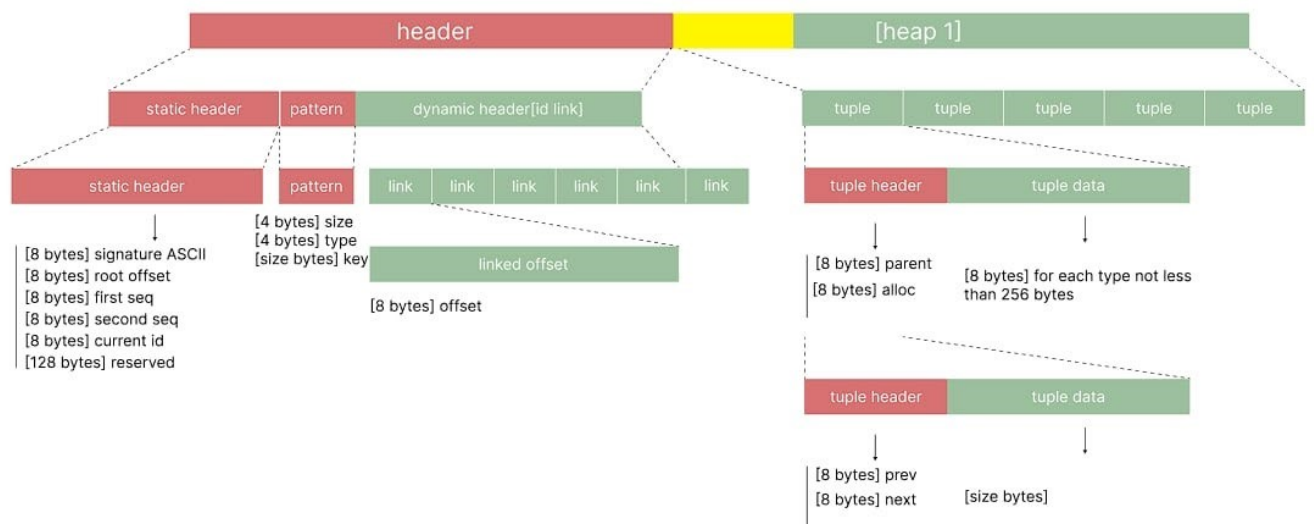 header
[heap 1]
static header
pattern
dynamic header[id link]
tuple
tuple
tuple
tuple
tuple
static header
pattern
link
link
link
link
link
link
tuple header
tuple data
[8 bytes] signature ASCII
[8 bytes] root offset
[8 bytes] first seq
[8 bytes] second seq
[8 bytes] current id
[128 bytes] reserved
[4 bytes] size
[4 bytes] type
[size bytes] key
linked offset
[8 bytes] offset
[8 bytes] parent
[8 bytes] alloc
[8 bytes] for each type not less
than 256 bytes
tuple header
tuple data
[8 bytes] prev
[8 bytes] next
[size bytes]